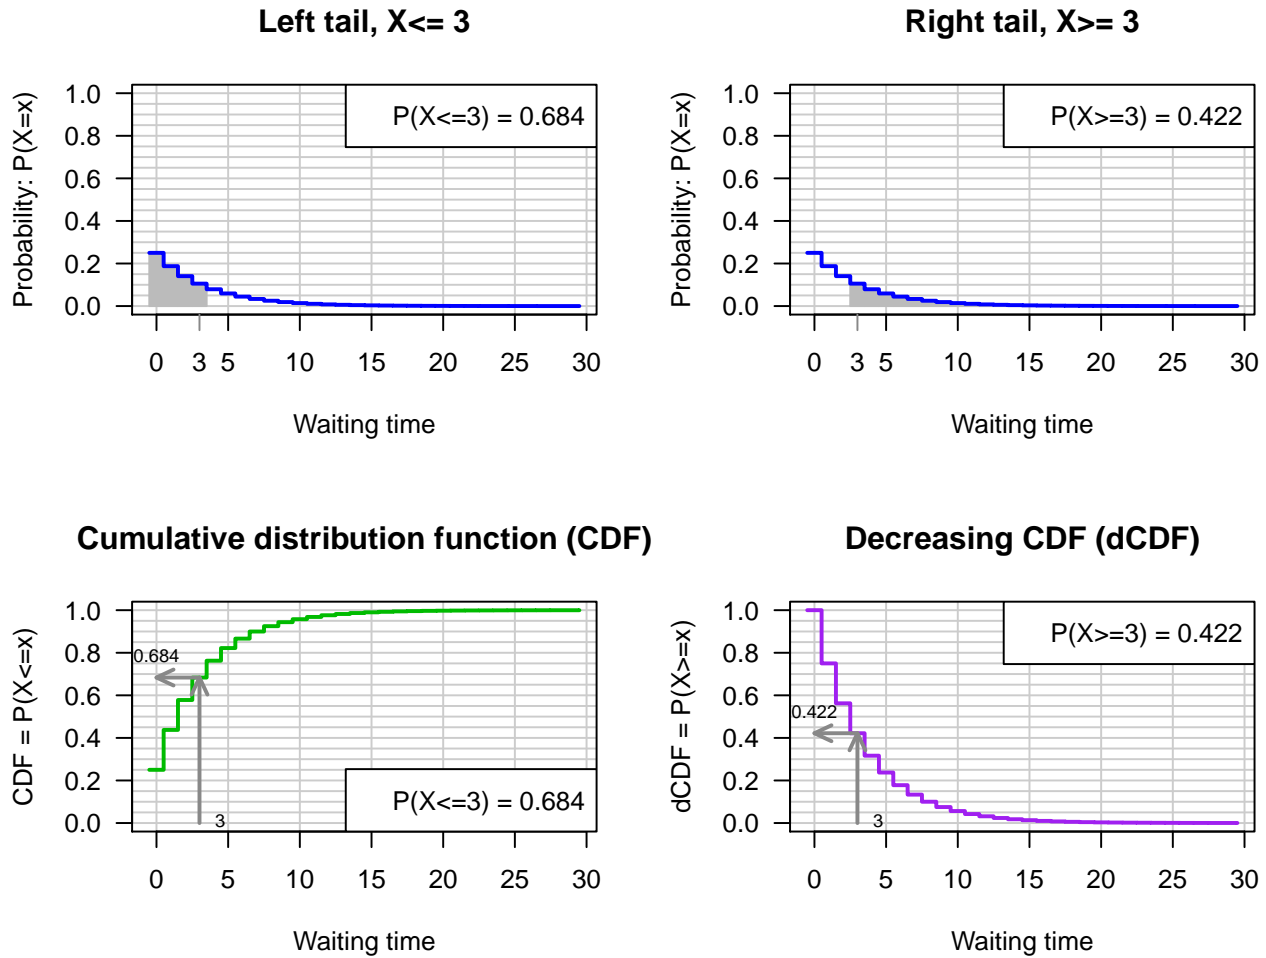 Left tail, X<= 3
Probability: P(X=x)
1.0
0.8
0.6
0.4
0.2
0.0
P(X<=3) = 0.684
0 3 5 10 15 20 25 30
Waiting time
Right tail, X>= 3
Probability: P(X=x)
1.0
0.8
0.6
0.4
0.2
0.0
P(X>=3) = 0.422
0 3 5 10 15 20 25 30
Waiting time
Cumulative distribution function (CDF)
CDF = P(X<=x)
1.0
0.8
0.6
0.4
0.2
0.0
0.684
3
P(X<=3) = 0.684
0 5 10 15 20 25 30
Waiting time
Decreasing CDF (dCDF)
dCDF = P(X>=x)
1.0
0.8
0.6
0.4
0.2
0.0
P(X>=3) = 0.422
0.422
3
0 5 10 15 20 25 30
Waiting time